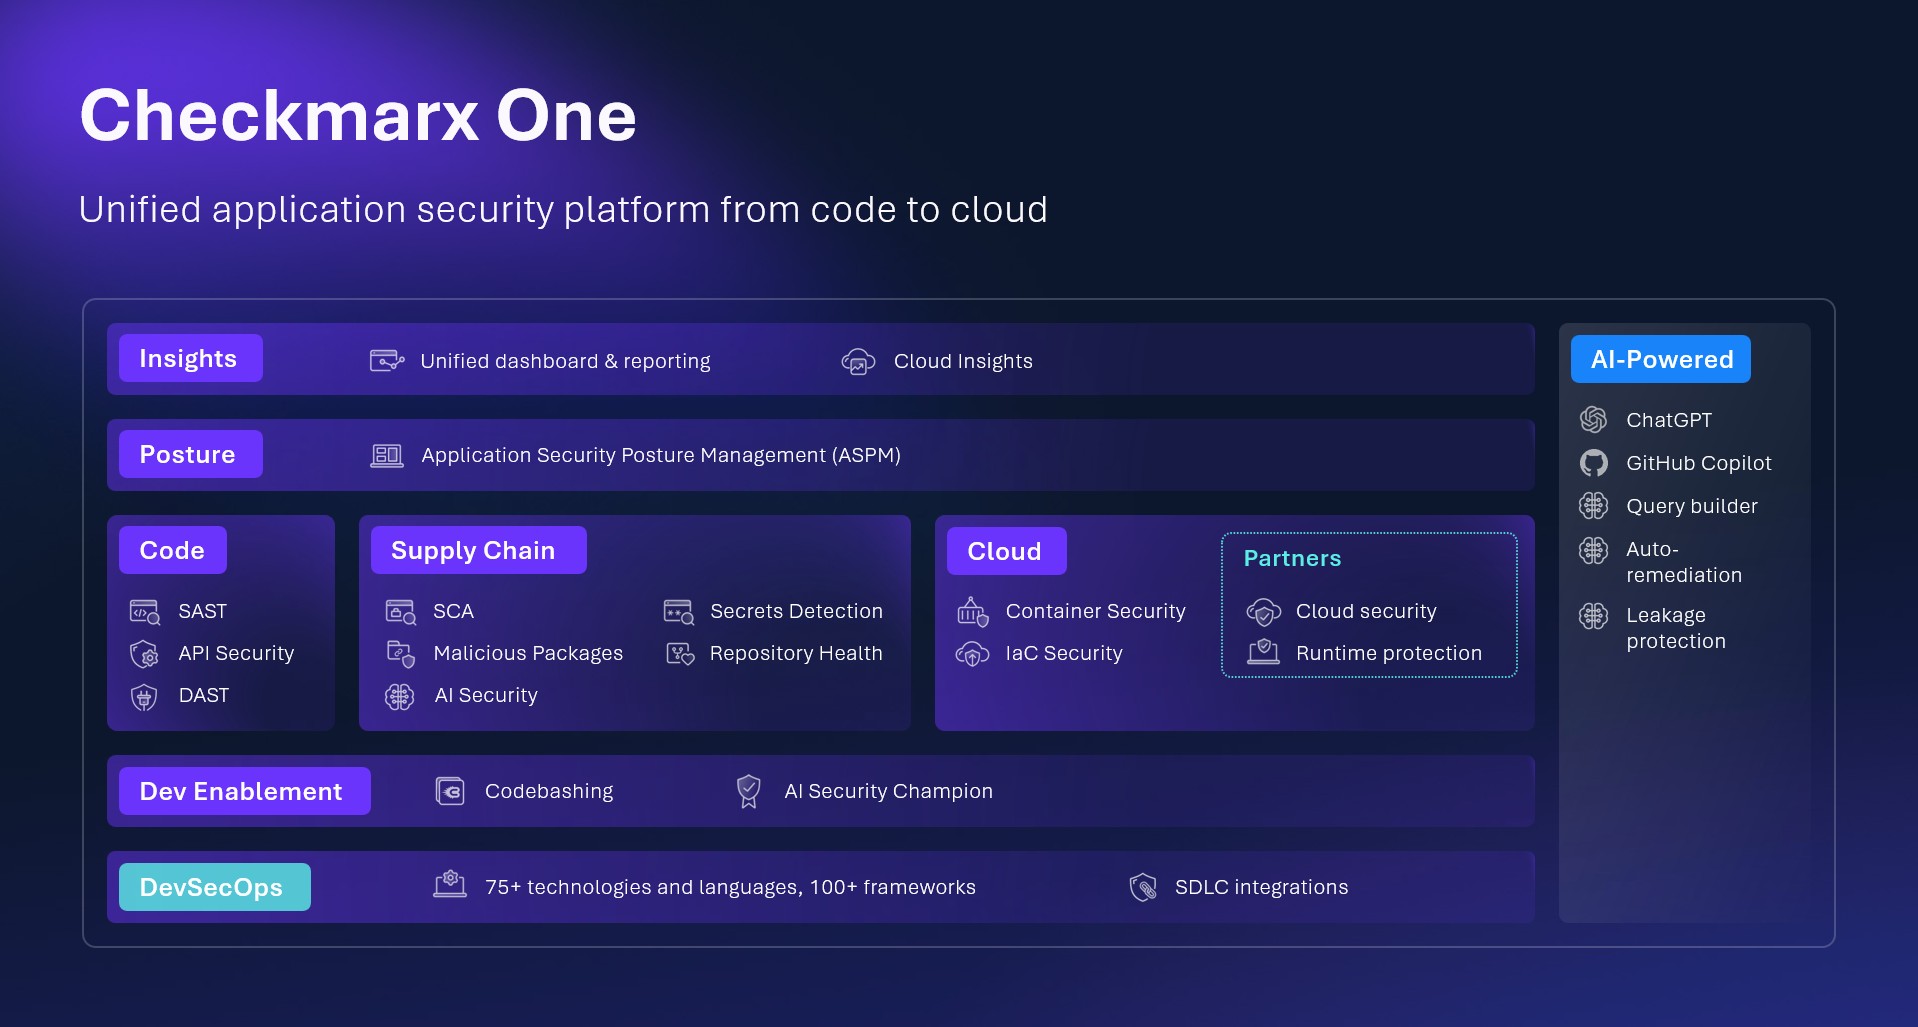 Checkmarx One
Unified application security platform from code to cloud
Insights
Unified dashboard & reporting
Cloud Insights
Posture
Application Security Posture Management (ASPM)
Code
SAST
API Security
DAST
Supply Chain
SCA
Malicious Packages
AI Security
Secrets Detection
Repository Health
Cloud
Container Security
IaC Security
Partners
Cloud security
Runtime protection
Dev Enablement
Codebashing
AI Security Champion
DevSecOps
75+ technologies and languages, 100+ frameworks
SDLC integrations
AI-Powered
ChatGPT
GitHub Copilot
Query builder
Auto-
remediation
Leakage
protection